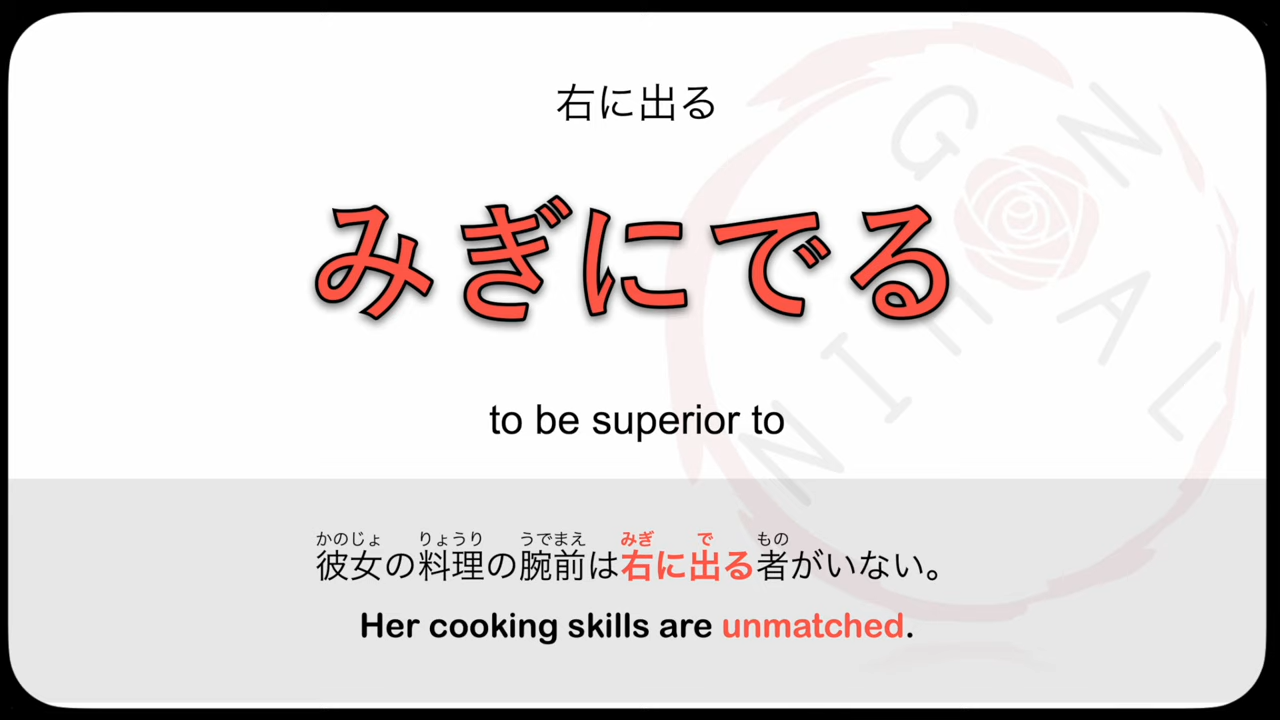 右に出る
みぎにでる
to be superior to
かのじょ りょうり うでまえ みぎ で もの
彼女の料理の腕前は右に出る者がいない。
Her cooking skills are unmatched.
NIHON
GAL